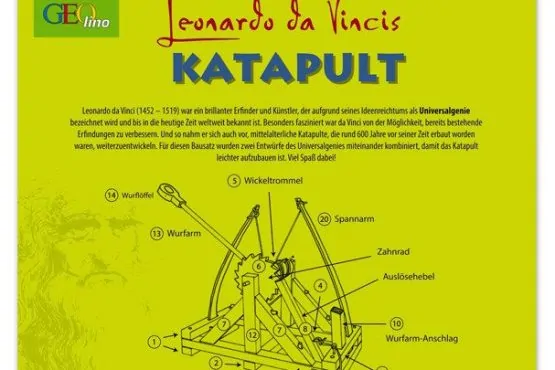 GEO lino
Leonardo da Vincis
KATAPULT
Leonardo da Vinci (1452 – 1519) war ein brillanter Erfinder und Künstler, der aufgrund seines Ideenreichtums als Universalgenie
bezeichnet wird und bis in die heutige Zeit weltweit bekannt ist. Besonders fasziniert war da Vinci von der Möglichkeit, bereits bestehende
Erfindungen zu verbessern. Und so nahm er sich auch vor, mittelalterliche Katapulte, die rund 600 Jahre vor seiner Zeit erbaut worden
waren, weiterzuentwickeln. Für diesen Bausatz wurden zwei Entwürfe des Universalgenies miteinander kombiniert, damit das Katapult
leichter aufzubauen ist. Viel Spaß dabei!
5 Wickeltrommel
14 Wurflöffel
20 Spannarm
13 Wurfarm
Zahnrad
6
Auslösehebel
4
7 12 7 8
10
Wurfarm-Anschlag
1
2